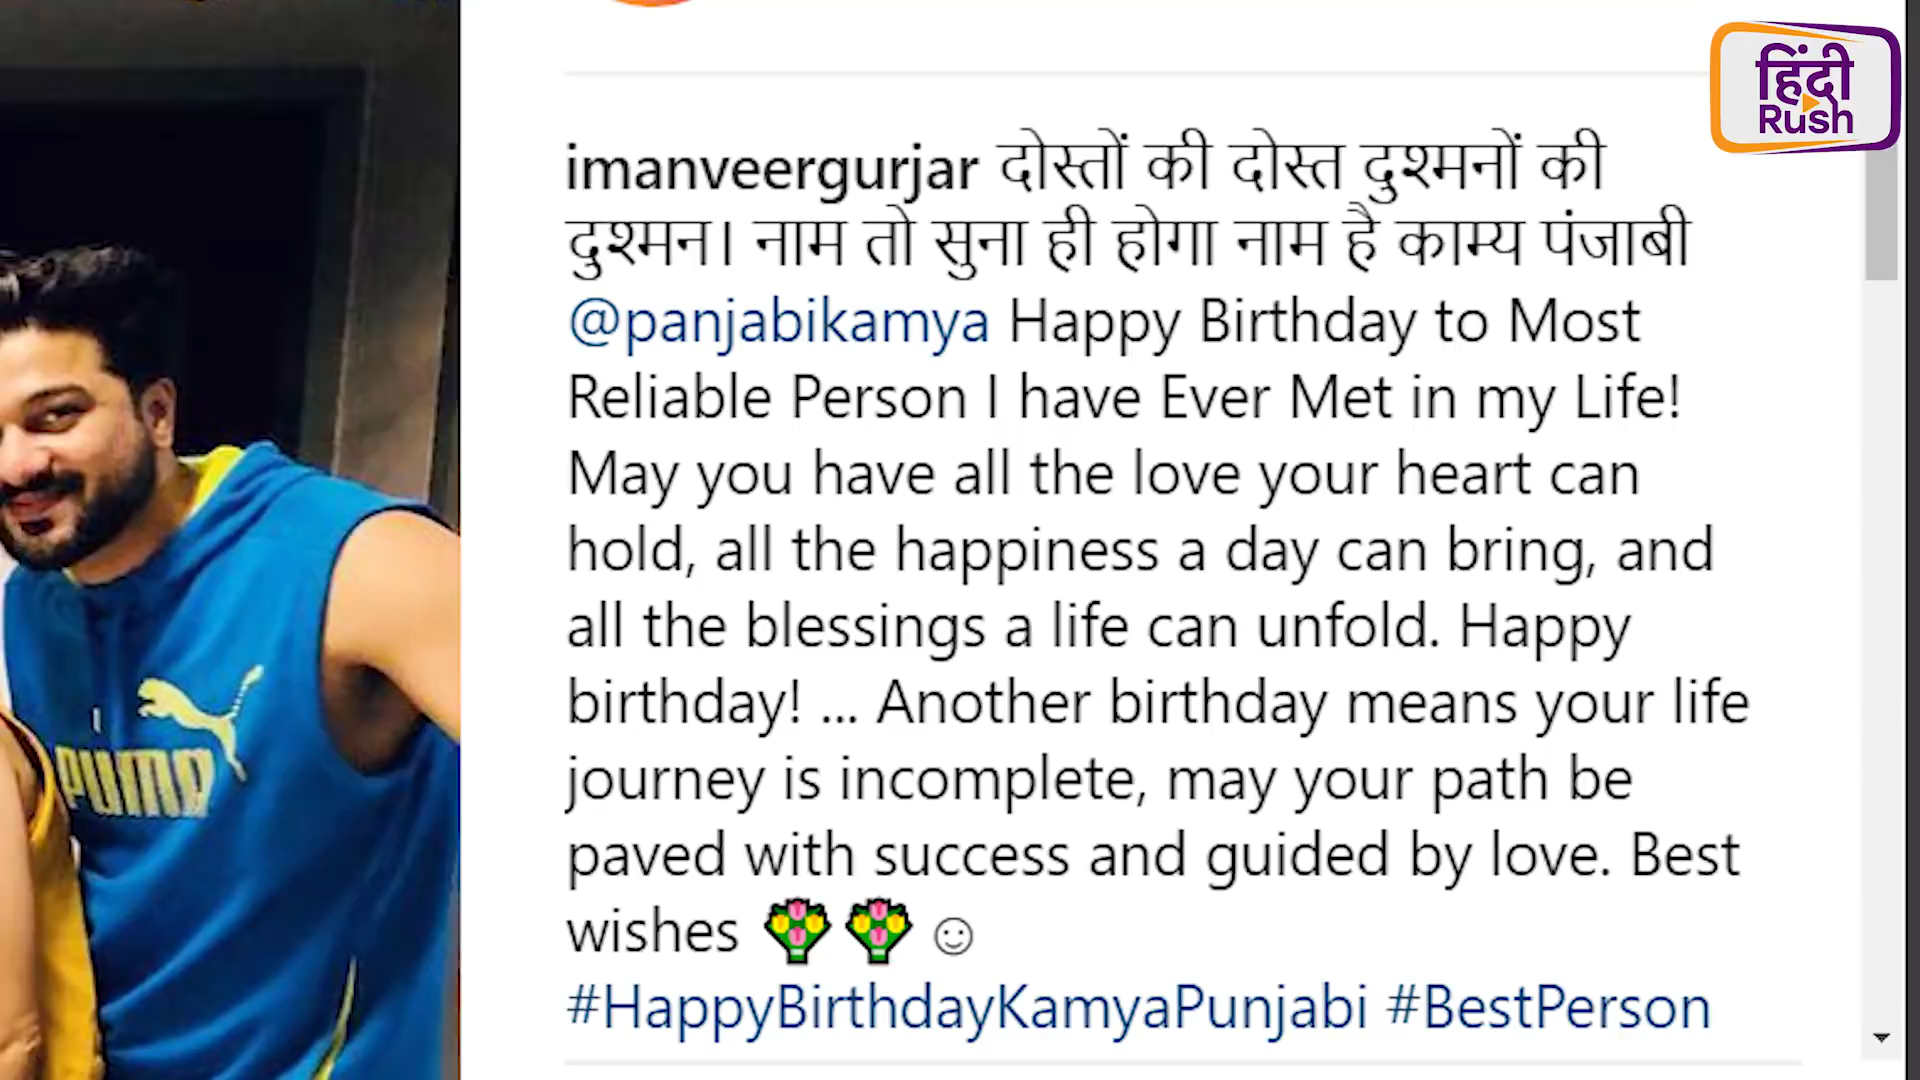 हिंदी
Rush
imanveergurjar दोस्तों की दोस्त दुश्मनों की
दुश्मन। नाम तो सुना ही होगा नाम है काम्य पंजाबी
@panjabikamya Happy Birthday to Most
Reliable Person I have Ever Met in my Life!
May you have all the love your heart can
hold, all the happiness a day can bring, and
all the blessings a life can unfold. Happy
birthday! ... Another birthday means your life
journey is incomplete, may your path be
paved with success and guided by love. Best
wishes 💐💐☺
#HappyBirthdayKamyaPunjabi #BestPerson
PUMA